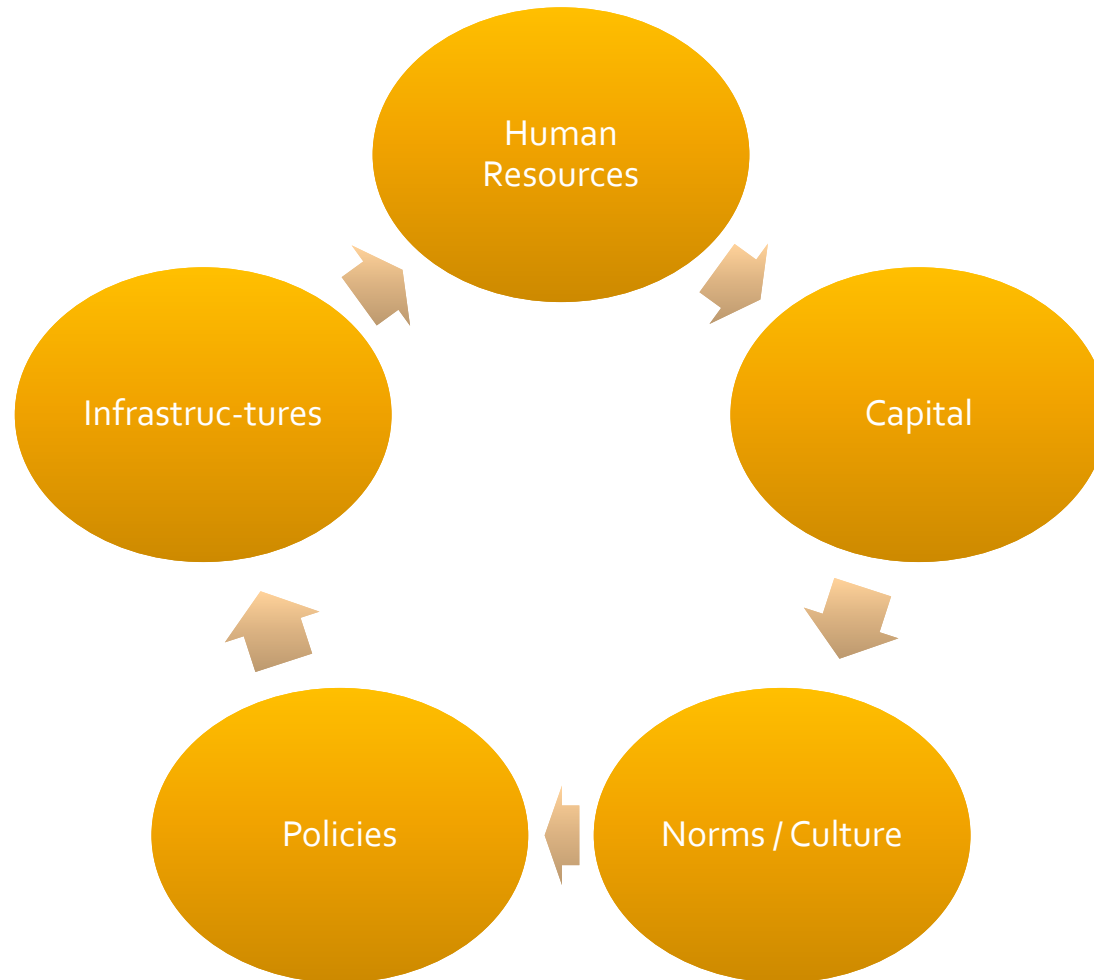 Human
Resources
Capital
Norms / Culture
Policies
Infrastruc-tures